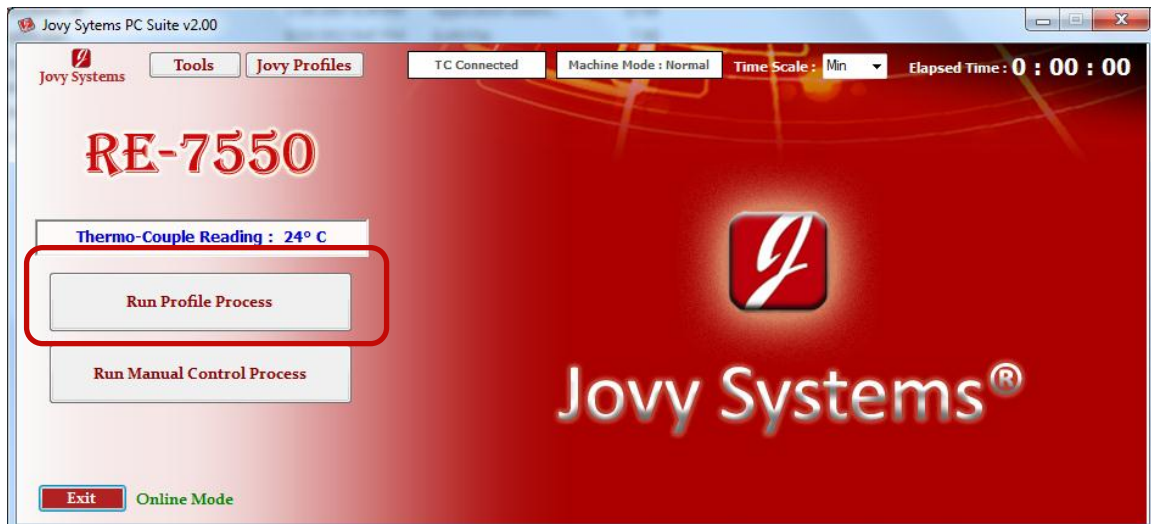 Jovy Sytems PC Suite v2.00
Jovy Systems
Tools
Jovy Profiles
TC Connected
Machine Mode : Normal
Time Scale : Min
Elapsed Time : 0 : 00 : 00
RE-7550
Thermo-Couple Reading : 24° C
Run Profile Process
Run Manual Control Process
Jovy Systems®
Exit
Online Mode